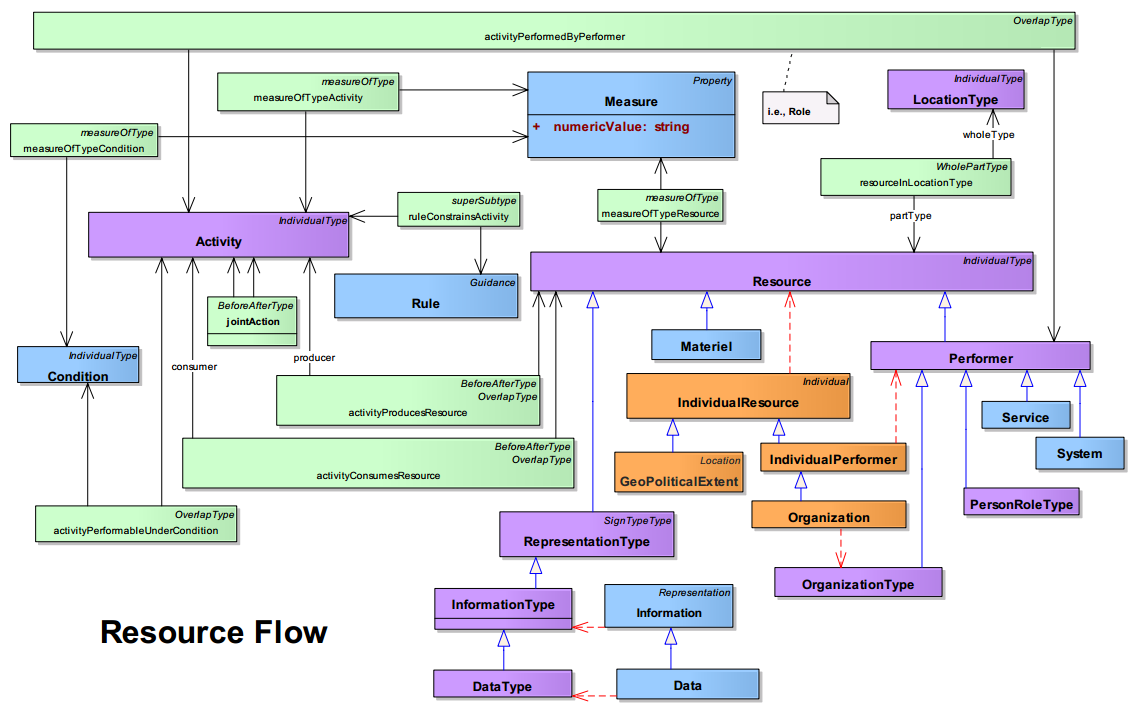 OverlapType
activityPerformedByPerformer
measureOfType
measureOfTypeActivity
Property
Measure
+ numericValue: string
i.e., Role
IndividualType
LocationType
wholeType
measureOfType
measureOfTypeCondition
WholePartType
resourceInLocationType
partType
superSubtype
ruleConstrainsActivity
measureOfType
measureOfTypeResource
IndividualType
Activity
IndividualType
Resource
Guidance
Rule
BeforeAfterType
jointAction
IndividualType
Condition
consumer
producer
Materiel
Performer
BeforeAfterType
OverlapType
activityProducesResource
Individual
IndividualResource
Service
BeforeAfterType
OverlapType
activityConsumesResource
Location
GeoPoliticalExtent
IndividualPerformer
System
OverlapType
activityPerformableUnderCondition
SignTypeType
RepresentationType
Organization
PersonRoleType
OrganizationType
InformationType
Representation
Information
Resource Flow
DataType
Data